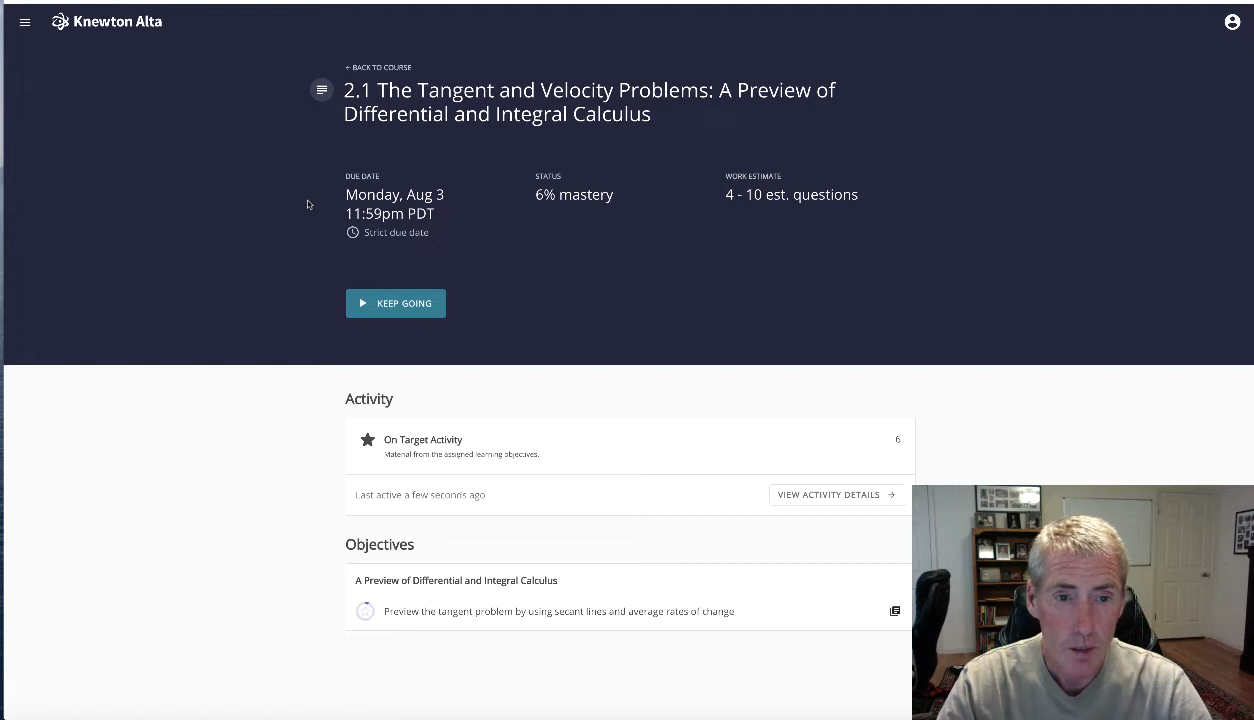 Knewton Alta
← BACK TO COURSE
2.1 The Tangent and Velocity Problems: A Preview of
Differential and Integral Calculus
DUE DATE
Monday, Aug 3
11:59pm PDT
Strict due date
STATUS
6% mastery
WORK ESTIMATE
4 - 10 est. questions
KEEP GOING
Activity
On Target Activity
6
Material from the assigned learning objectives.
Last active a few seconds ago
VIEW ACTIVITY DETAILS →
Objectives
A Preview of Differential and Integral Calculus
Preview the tangent problem by using secant lines and average rates of change